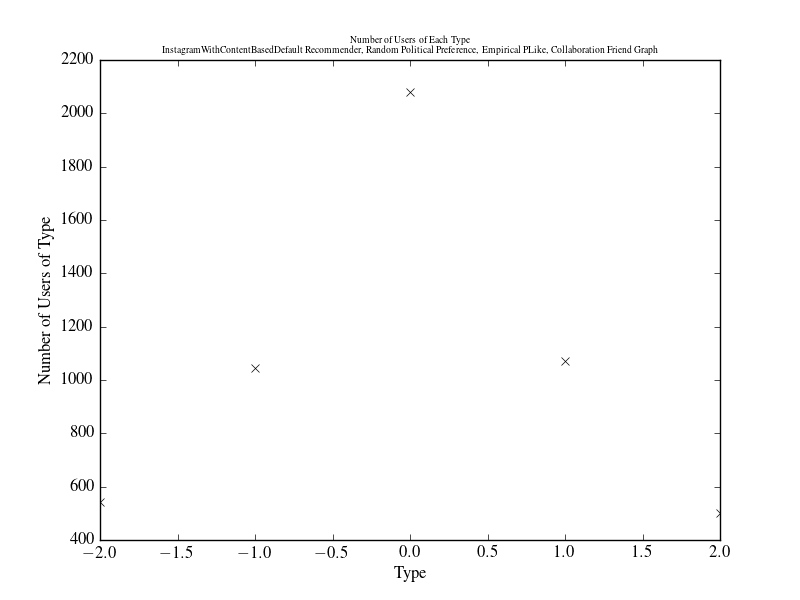 Number of Users of Each Type
InstagramWithContentBasedDefault Recommender, Random Political Preference, Empirical PLike, Collaboration Friend Graph
2200
2000
1800
1600
1400
1200
1000
800
600
400
Number of Users of Type
−2.0 −1.5 −1.0 −0.5 0.0 0.5 1.0 1.5 2.0
Type